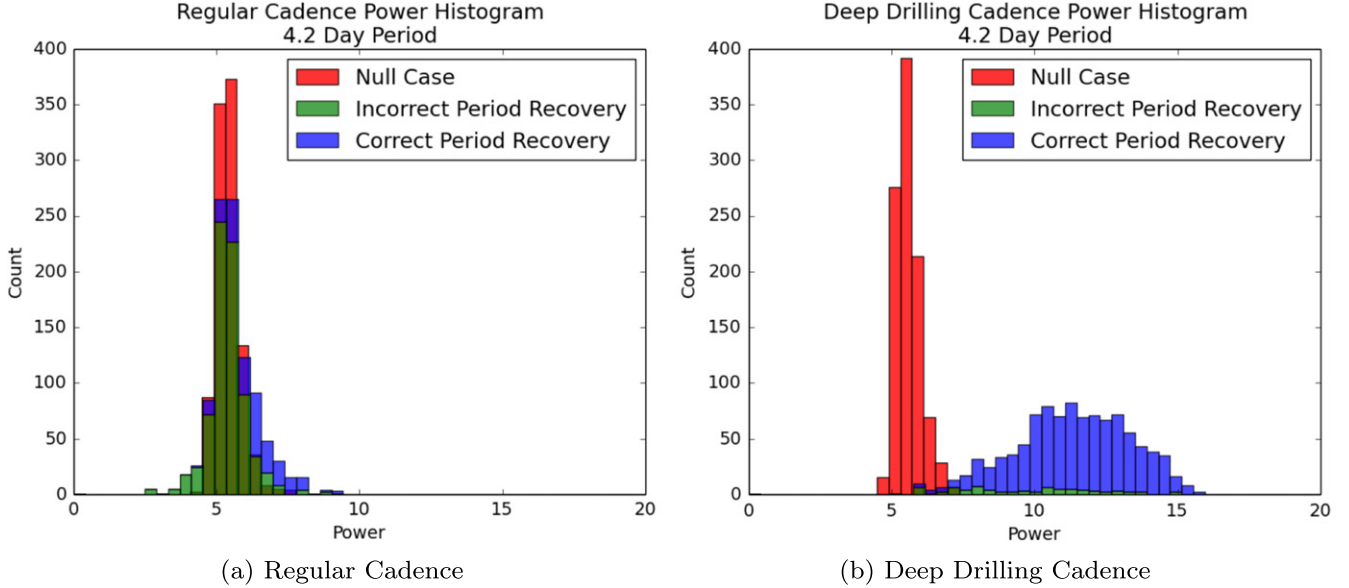 Regular Cadence Power Histogram
4.2 Day Period
400
350
300
250
200
150
100
50
0
Count
Null Case
Incorrect Period Recovery
Correct Period Recovery
0 5 10 15 20
Power
(a) Regular Cadence
Deep Drilling Cadence Power Histogram
4.2 Day Period
400
350
300
250
200
150
100
50
0
Count
Null Case
Incorrect Period Recovery
Correct Period Recovery
0 5 10 15 20
Power
(b) Deep Drilling Cadence